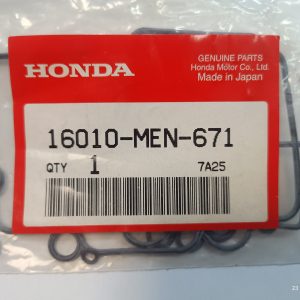 HONDA
GENUINE PARTS
Honda Motor Co., Ltd.
Made in Japan
16010-MEN-671
QTY 1 7A25